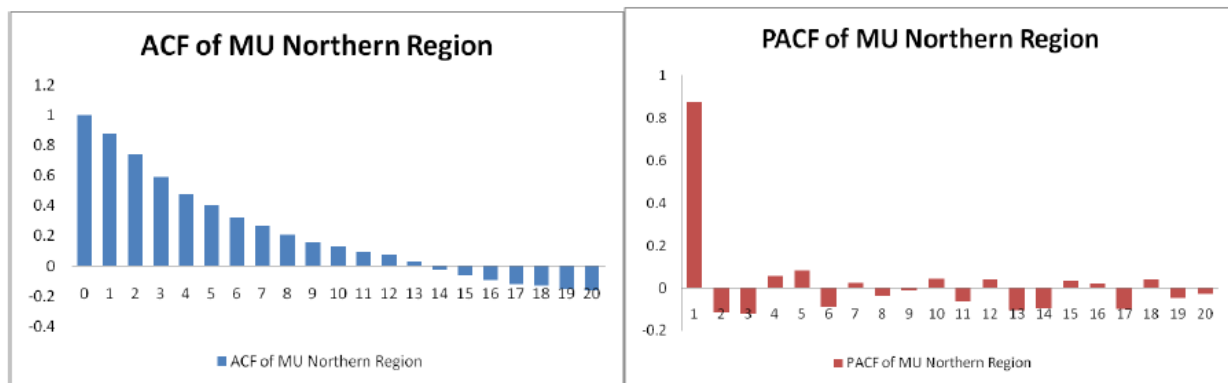 ACF of MU Northern Region
1.2
1
0.8
0.6
0.4
0.2
0
-0.2
-0.4
0 1 2 3 4 5 6 7 8 9 10 11 12 13 14 15 16 17 18 19 20
ACF of MU Northern Region
PACF of MU Northern Region
1
0.8
0.6
0.4
0.2
0
-0.2
1 2 3 4 5 6 7 8 9 10 11 12 13 14 15 16 17 18 19 20
PACF of MU Northern Region